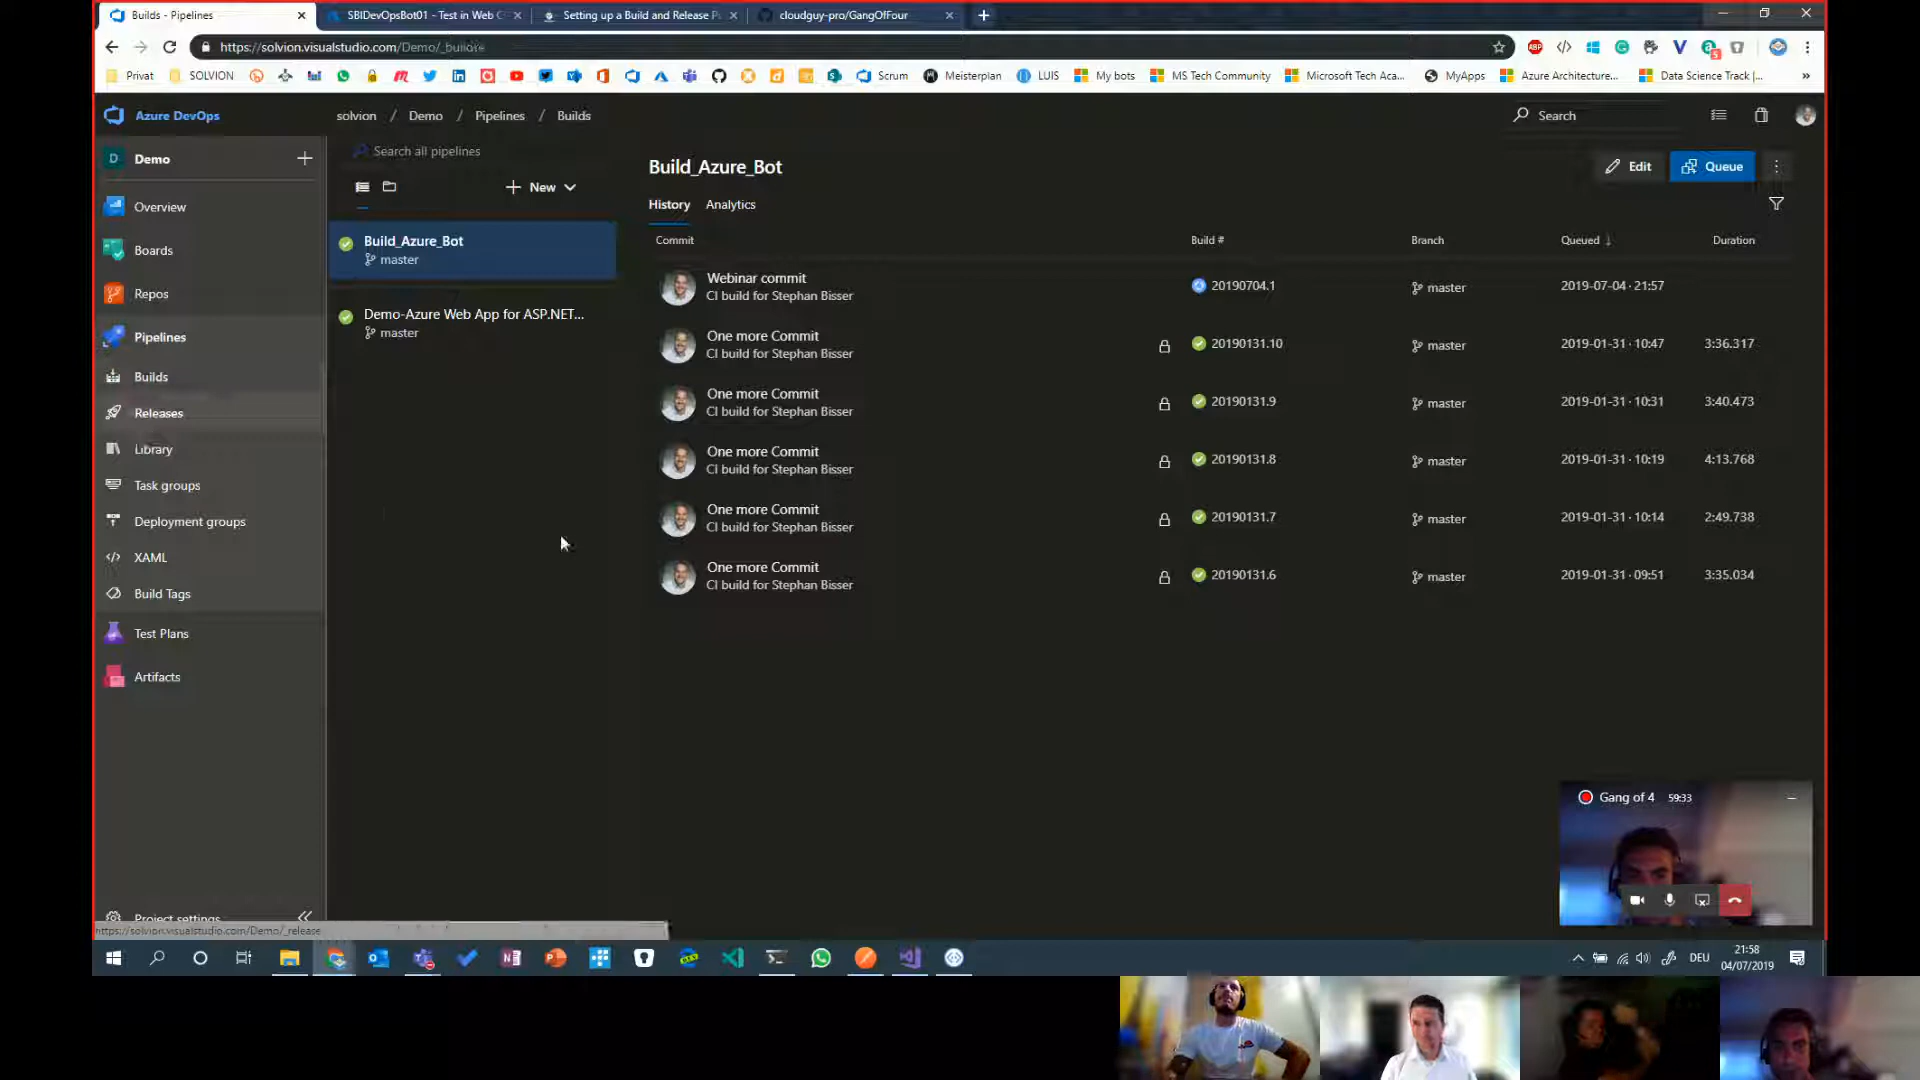 Builds - Pipelines
SBIDevOpsBot01 - Test in Web C
Setting up a Build and Release P
cloudguy-pro/GangOfFour
https://solvion.visualstudio.com/Demo/_build
Privat
SOLVION
Scrum
Meisterplan
LUIS
My bots
MS Tech Community
Microsoft Tech Aca...
MyApps
Azure Architecture...
Data Science Track |...
Azure DevOps
solvion / Demo / Pipelines / Builds
Search
D Demo
Overview
Boards
Repos
Pipelines
Builds
Releases
Library
Task groups
Deployment groups
XAML
Build Tags
Test Plans
Artifacts
Project settings
https://solvion.visualstudio.com/Demo/_release
Search all pipelines
New
Build_Azure_Bot
master
Demo-Azure Web App for ASP.NET...
master
Build_Azure_Bot
Edit
Queue
History
Analytics
Commit Build # Branch Queued Duration
Webinar commit
CI build for Stephan Bisser
20190704.1 master 2019-07-04 · 21:57
One more Commit
CI build for Stephan Bisser
20190131.10 master 2019-01-31 · 10:47 3:36.317
One more Commit
CI build for Stephan Bisser
20190131.9 master 2019-01-31 · 10:31 3:40.473
One more Commit
CI build for Stephan Bisser
20190131.8 master 2019-01-31 · 10:19 4:13.768
One more Commit
CI build for Stephan Bisser
20190131.7 master 2019-01-31 · 10:14 2:49.738
One more Commit
CI build for Stephan Bisser
20190131.6 master 2019-01-31 · 09:51 3:35.034
Gang of 4 59:33
DEU
21:58
04/07/2019